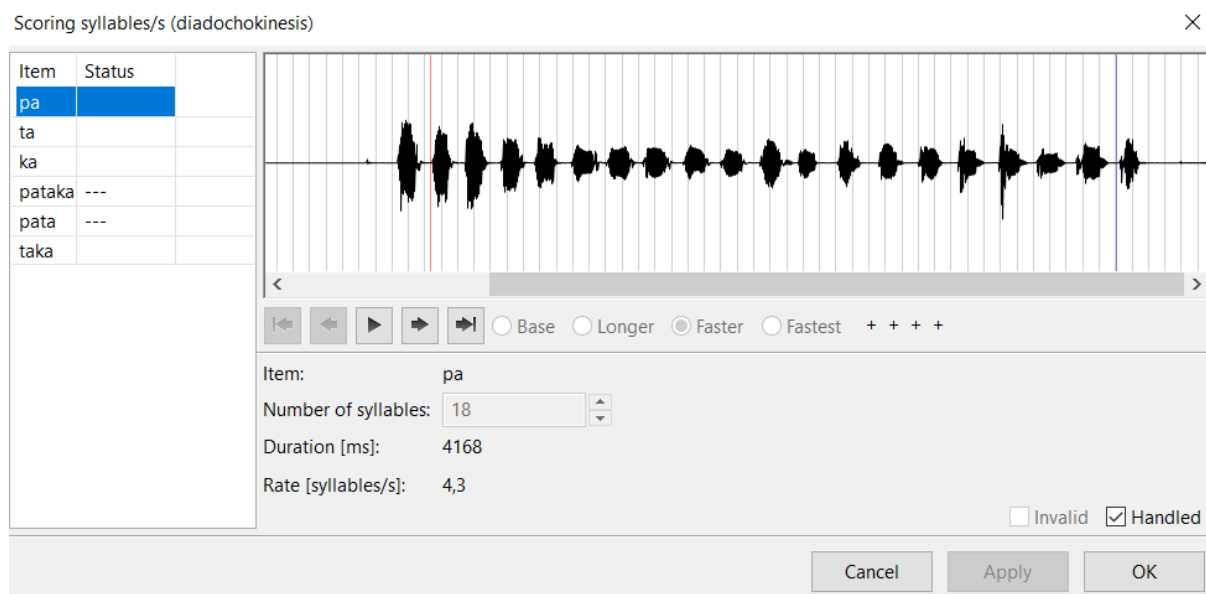 Scoring syllables/s (diadochokinesis)
Item Status
pa
ta
ka
pataka ---
pata ---
taka
Base Longer Faster Fastest + + + +
Item: pa
Number of syllables: 18
Duration [ms]: 4168
Rate [syllables/s]: 4,3
Invalid Handled
Cancel Apply OK